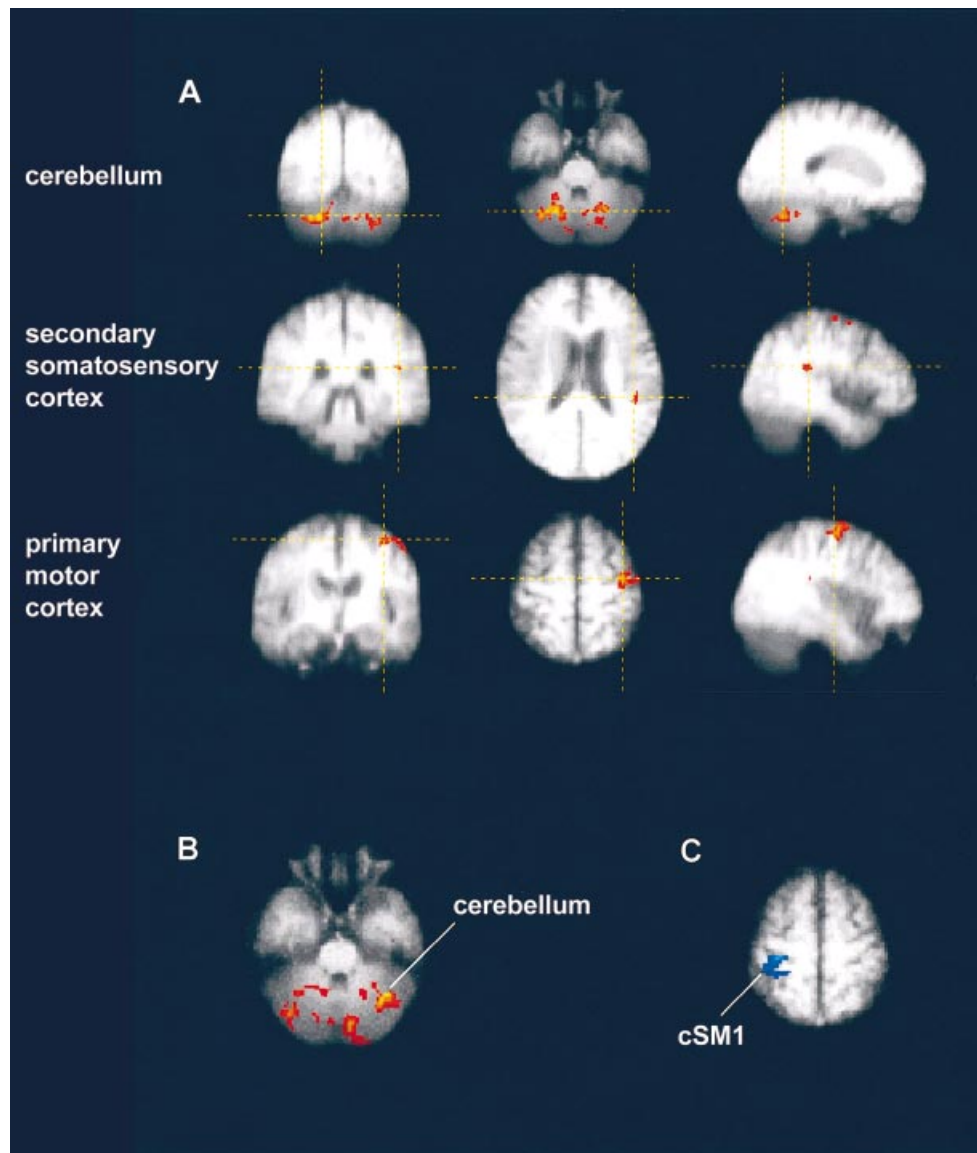 A
cerebellum
secondary
somatosensory
cortex
primary
motor
cortex
B
cerebellum
C
cSM1